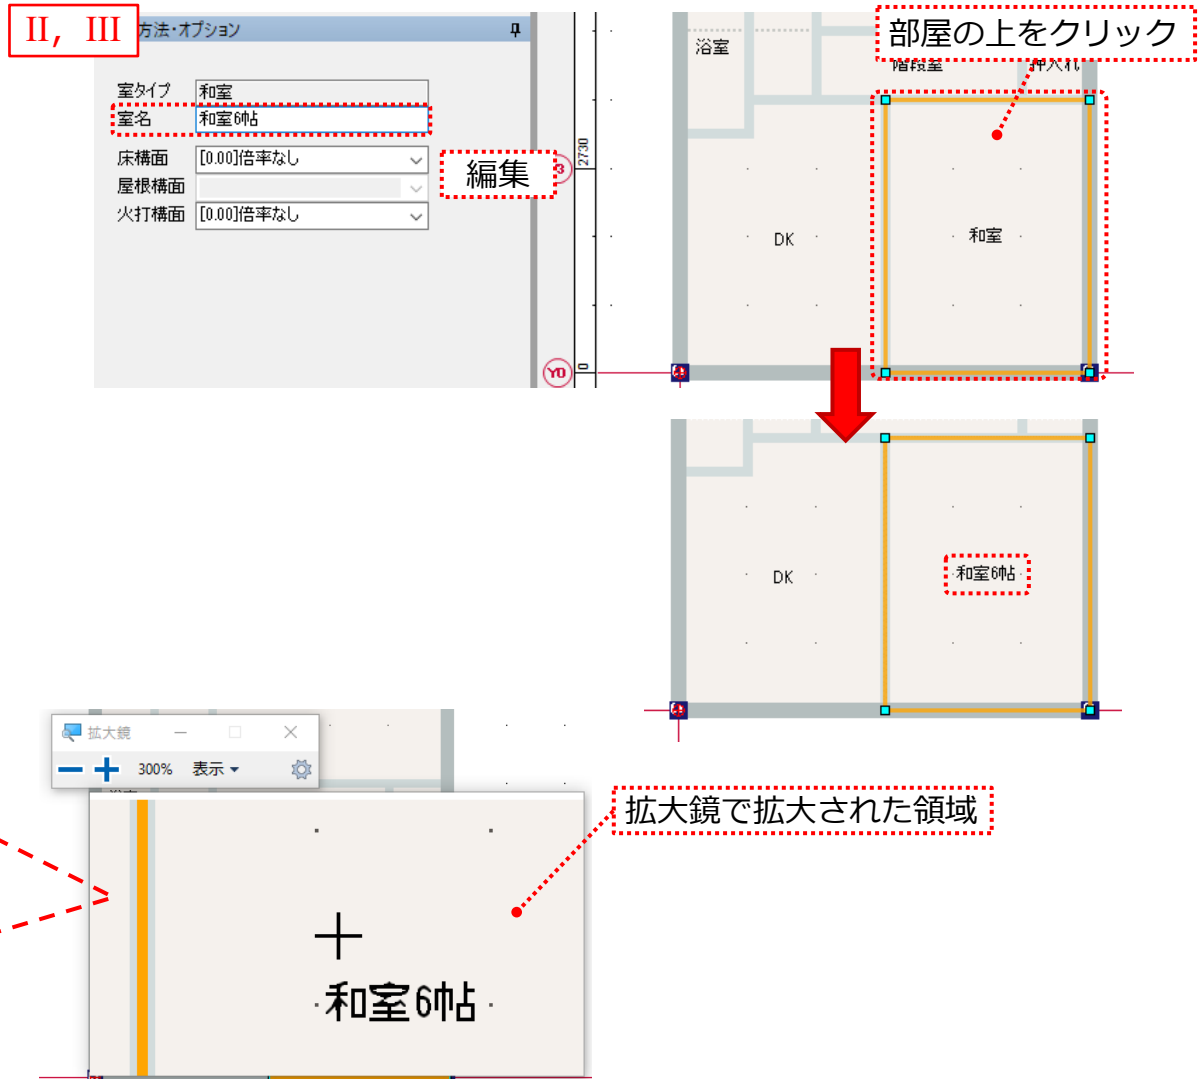 II, III
方法・オプション
室タイプ 和室
室名 和室6帖
床構面 [0.00]倍率なし
屋根構面
火打構面 [0.00]倍率なし
編集
2730
Y0
0
部屋の上をクリック
浴室
階段室
押入れ
DK
和室
DK
和室6帖
拡大鏡
300% 表示
拡大鏡で拡大された領域
和室6帖